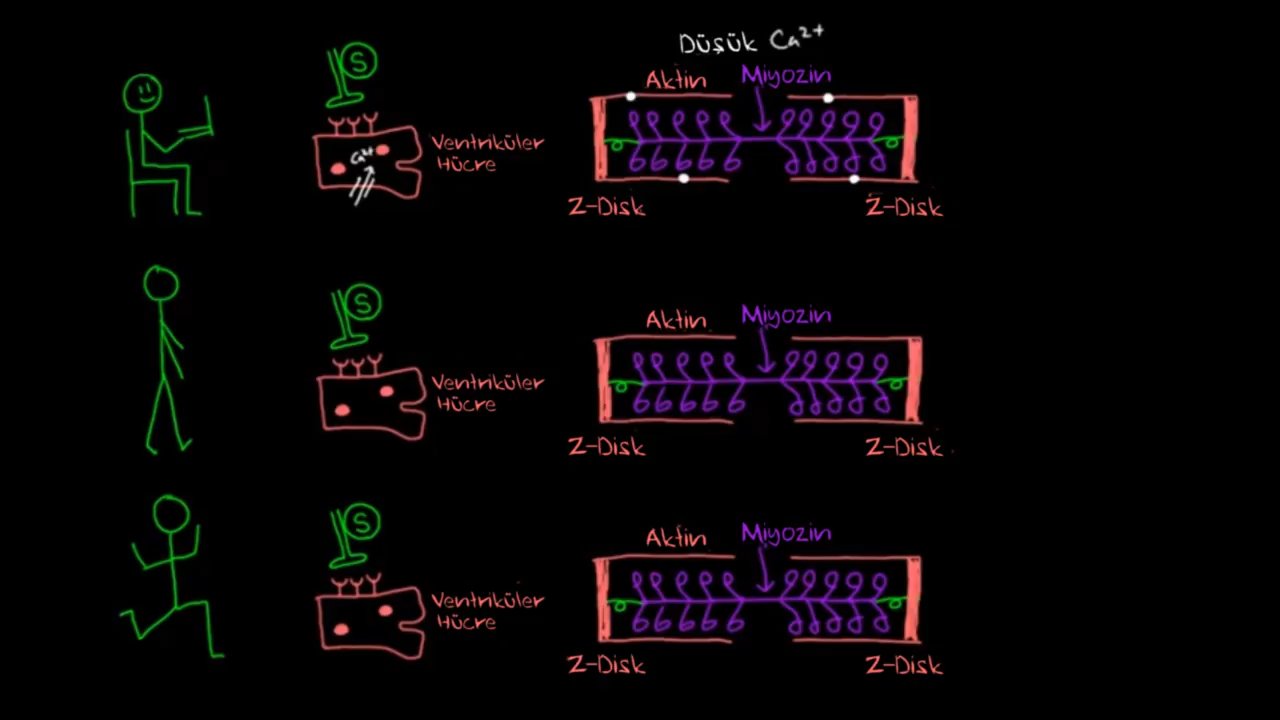 Düşük Ca²⁺
Aktin Miyozin
S
Ca²⁺
Ventriküler
Hücre
Z-Disk Z-Disk
Aktin Miyozin
S
Ventriküler
Hücre
Z-Disk Z-Disk
Aktin Miyozin
S
Ventriküler
Hücre
Z-Disk Z-Disk